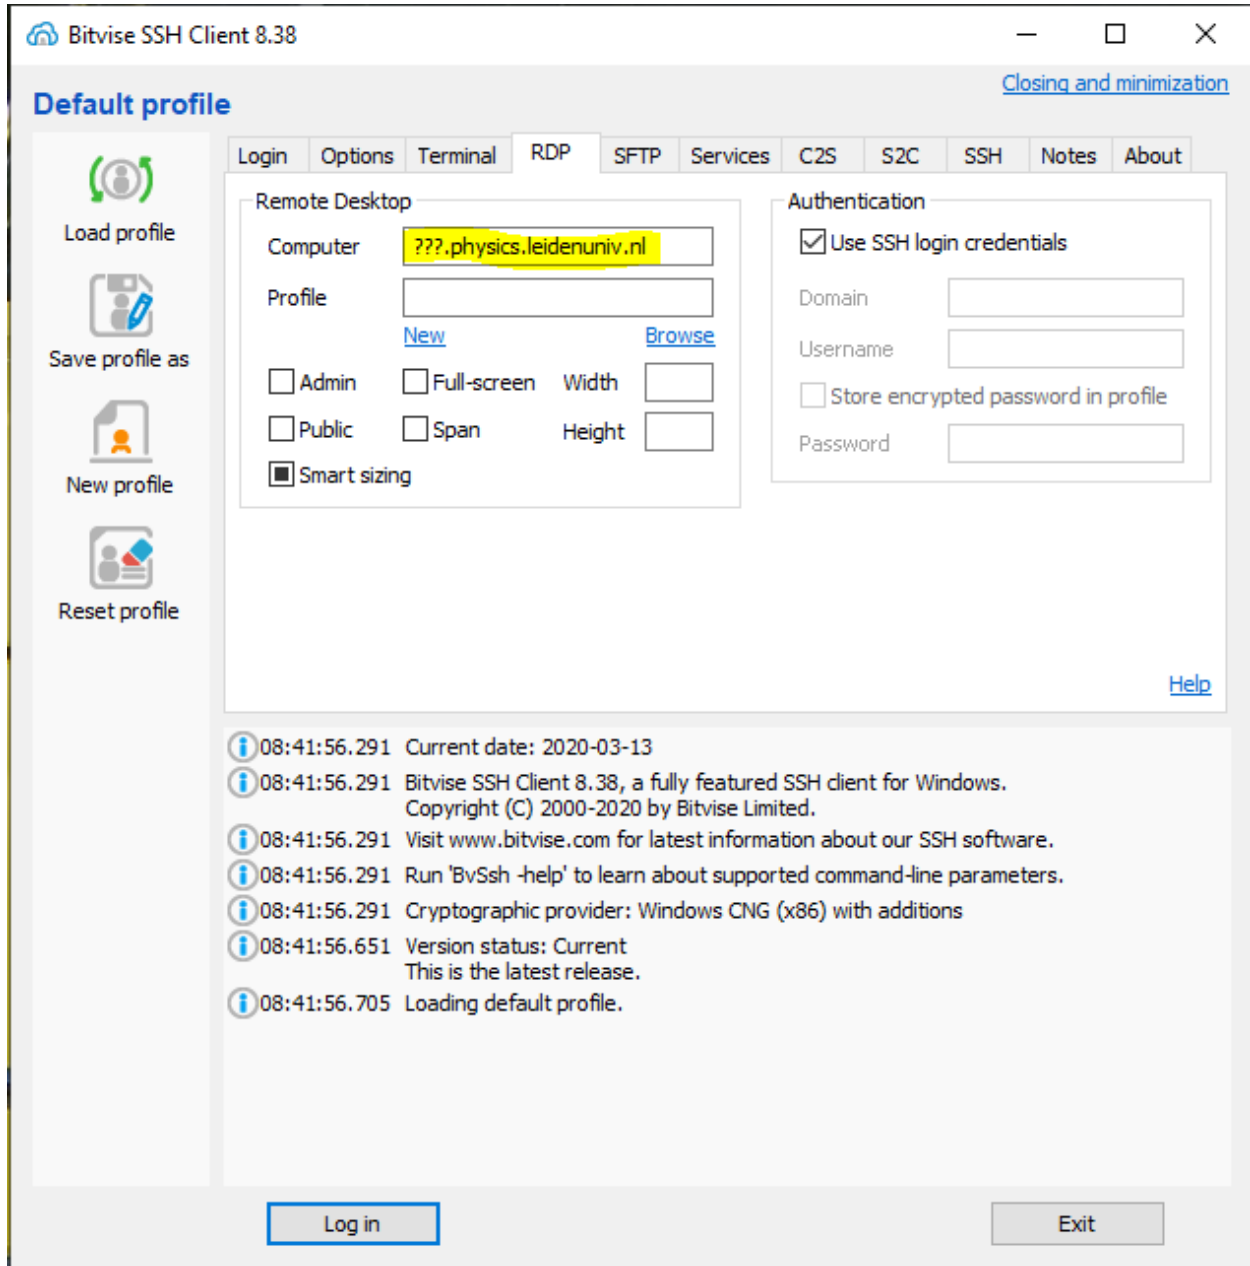 Bitvise SSH Client 8.38
Closing and minimization
Default profile
Load profile
Save profile as
New profile
Reset profile
Login Options Terminal RDP SFTP Services C2S S2C SSH Notes About
Remote Desktop
Computer ???.physics.leidenuniv.nl
Profile
New Browse
Admin Full-screen Width
Public Span Height
Smart sizing
Authentication
Use SSH login credentials
Domain
Username
Store encrypted password in profile
Password
Help
08:41:56.291 Current date: 2020-03-13
08:41:56.291 Bitvise SSH Client 8.38, a fully featured SSH client for Windows.
Copyright (C) 2000-2020 by Bitvise Limited.
08:41:56.291 Visit www.bitvise.com for latest information about our SSH software.
08:41:56.291 Run 'BvSsh -help' to learn about supported command-line parameters.
08:41:56.291 Cryptographic provider: Windows CNG (x86) with additions
08:41:56.651 Version status: Current
This is the latest release.
08:41:56.705 Loading default profile.
Log in Exit